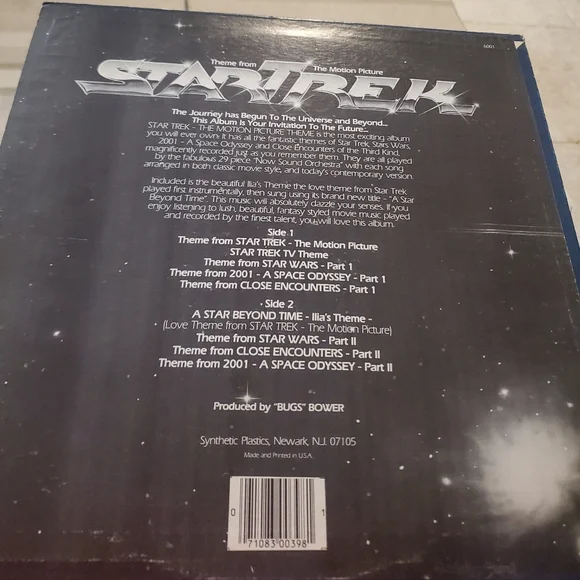 6001
Theme from The Motion Picture
STAR TREK
The Journey has Begun To The Universe and Beyond...
This Album Is Your Invitation To The Future...
STAR TREK - THE MOTION PICTURE THEME is the most exciting album
you will ever own. It has all the fantastic themes of Star Trek, Stars Wars,
2001 - A Space Odyssey and Close Encounters of the Third Kind,
magnificently recorded just as you remember them. They are all played
by the fabulous 29 piece "Now Sound Orchestra" with each song
arranged in both classic movie style, and today's contemporary version.
Included is the beautiful Ilia's Theme the love theme from Star Trek
played first instrumentally, then sung using its brand new title - "A Star
Beyond Time". This music will absolutely dazzle your senses. If you
enjoy listening to lush, beautiful, fantasy styled movie music played
and recorded by the finest talent, you will love this album.
Side 1
Theme from STAR TREK - The Motion Picture
STAR TREK TV Theme
Theme from STAR WARS - Part 1
Theme from 2001 - A SPACE ODYSSEY - Part 1
Theme from CLOSE ENCOUNTERS - Part 1
Side 2
A STAR BEYOND TIME - Ilia's Theme -
(Love Theme from STAR TREK - The Motion Picture)
Theme from STAR WARS - Part II
Theme from CLOSE ENCOUNTERS - Part II
Theme from 2001 - A SPACE ODYSSEY - Part II
Produced by "BUGS" BOWER
Synthetic Plastics, Newark, N.J. 07105
Made and Printed in U.S.A.
0 1
71083 00398